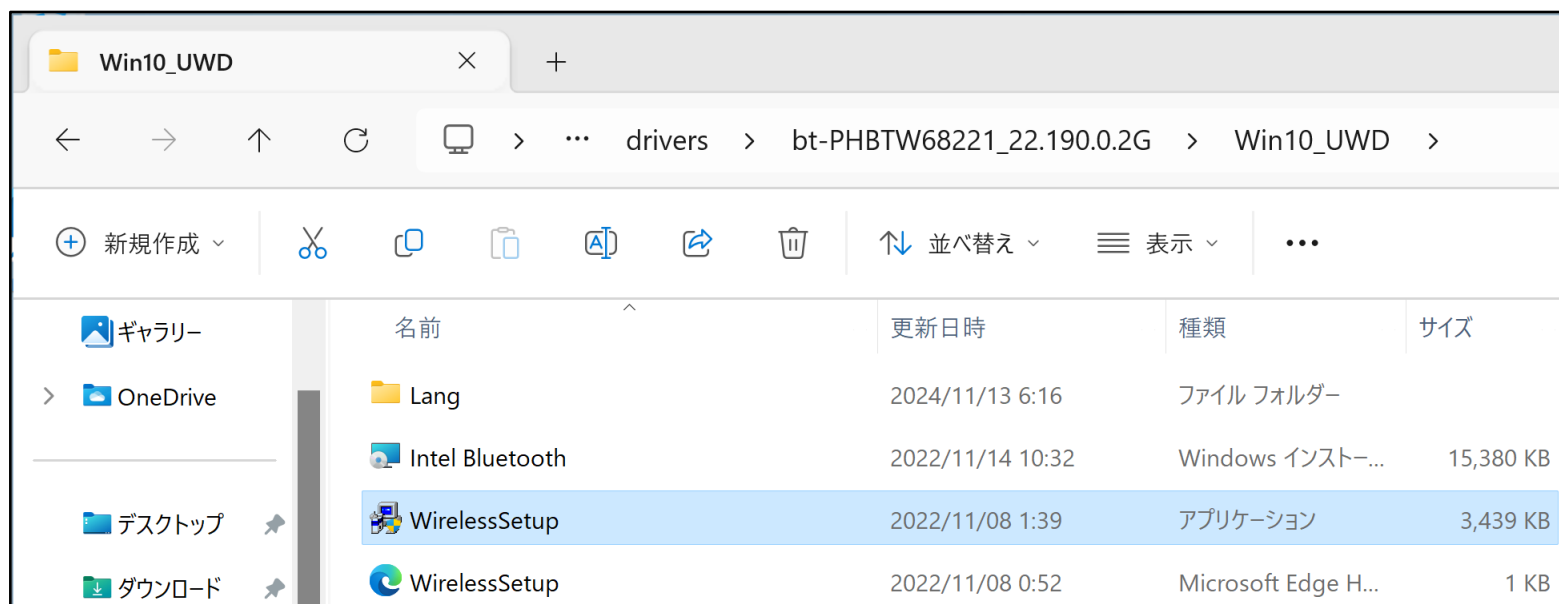 Win10_UWD
drivers bt-PHBTW68221_22.190.0.2G Win10_UWD
新規作成 並べ替え 表示
ギャラリー
OneDrive
デスクトップ
ダウンロード
名前 更新日時 種類 サイズ
Lang 2024/11/13 6:16 ファイル フォルダー
Intel Bluetooth 2022/11/14 10:32 Windows インストー... 15,380 KB
WirelessSetup 2022/11/08 1:39 アプリケーション 3,439 KB
WirelessSetup 2022/11/08 0:52 Microsoft Edge H... 1 KB